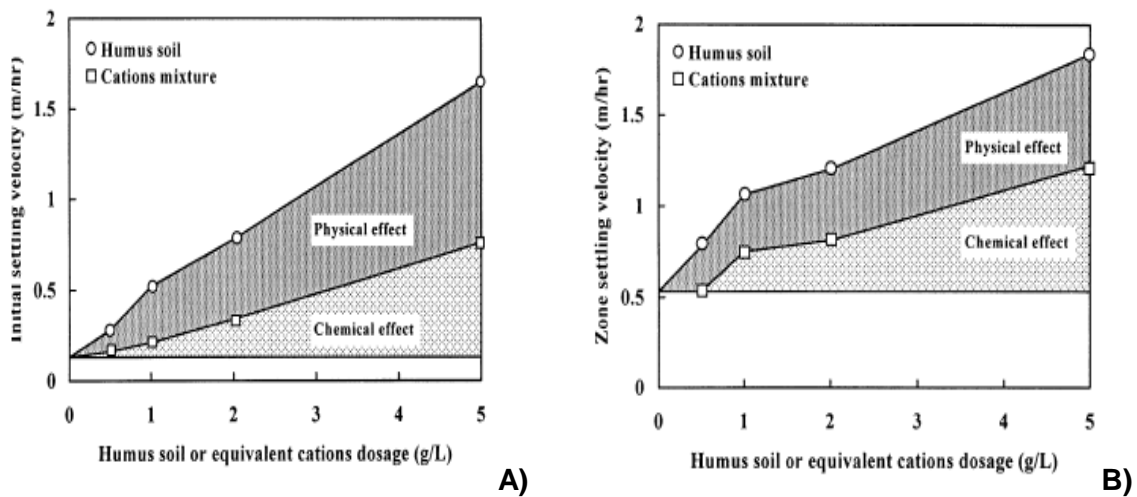 2
1.5
1
0.5
0
Initial settling velocity (m/hr)
Humus soil
Cations mixture
Physical effect
Chemical effect
0 1 2 3 4 5
Humus soil or equivalent cations dosage (g/L)
A)
2
1.5
1
0.5
0
Zone settling velocity (m/hr)
Humus soil
Cations mixture
Physical effect
Chemical effect
0 1 2 3 4 5
Humus soil or equivalent cations dosage (g/L)
B)